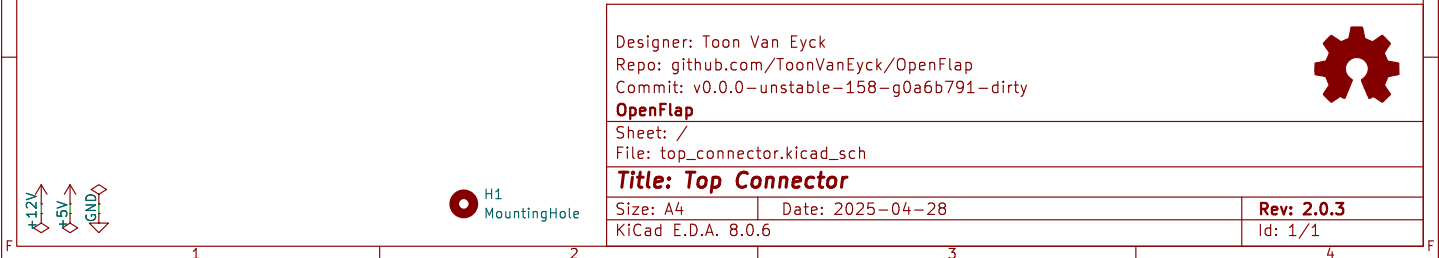 Designer: Toon Van Eyck
Repo: github.com/ToonVanEyck/OpenFlap
Commit: v0.0.0-unstable-158-g0a6b791-dirty
OpenFlap
Sheet: /
File: top_connector.kicad_sch
Title: Top Connector
Size: A4 Date: 2025-04-28 Rev: 2.0.3
KiCad E.D.A. 8.0.6 Id: 1/1
+12V
+5V
GND
H1
MountingHole
F 1 2 3 4 F